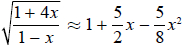 √((1 + 4x)/(1 − x)) ≈ 1 + 5/2 x − 5/8 x²